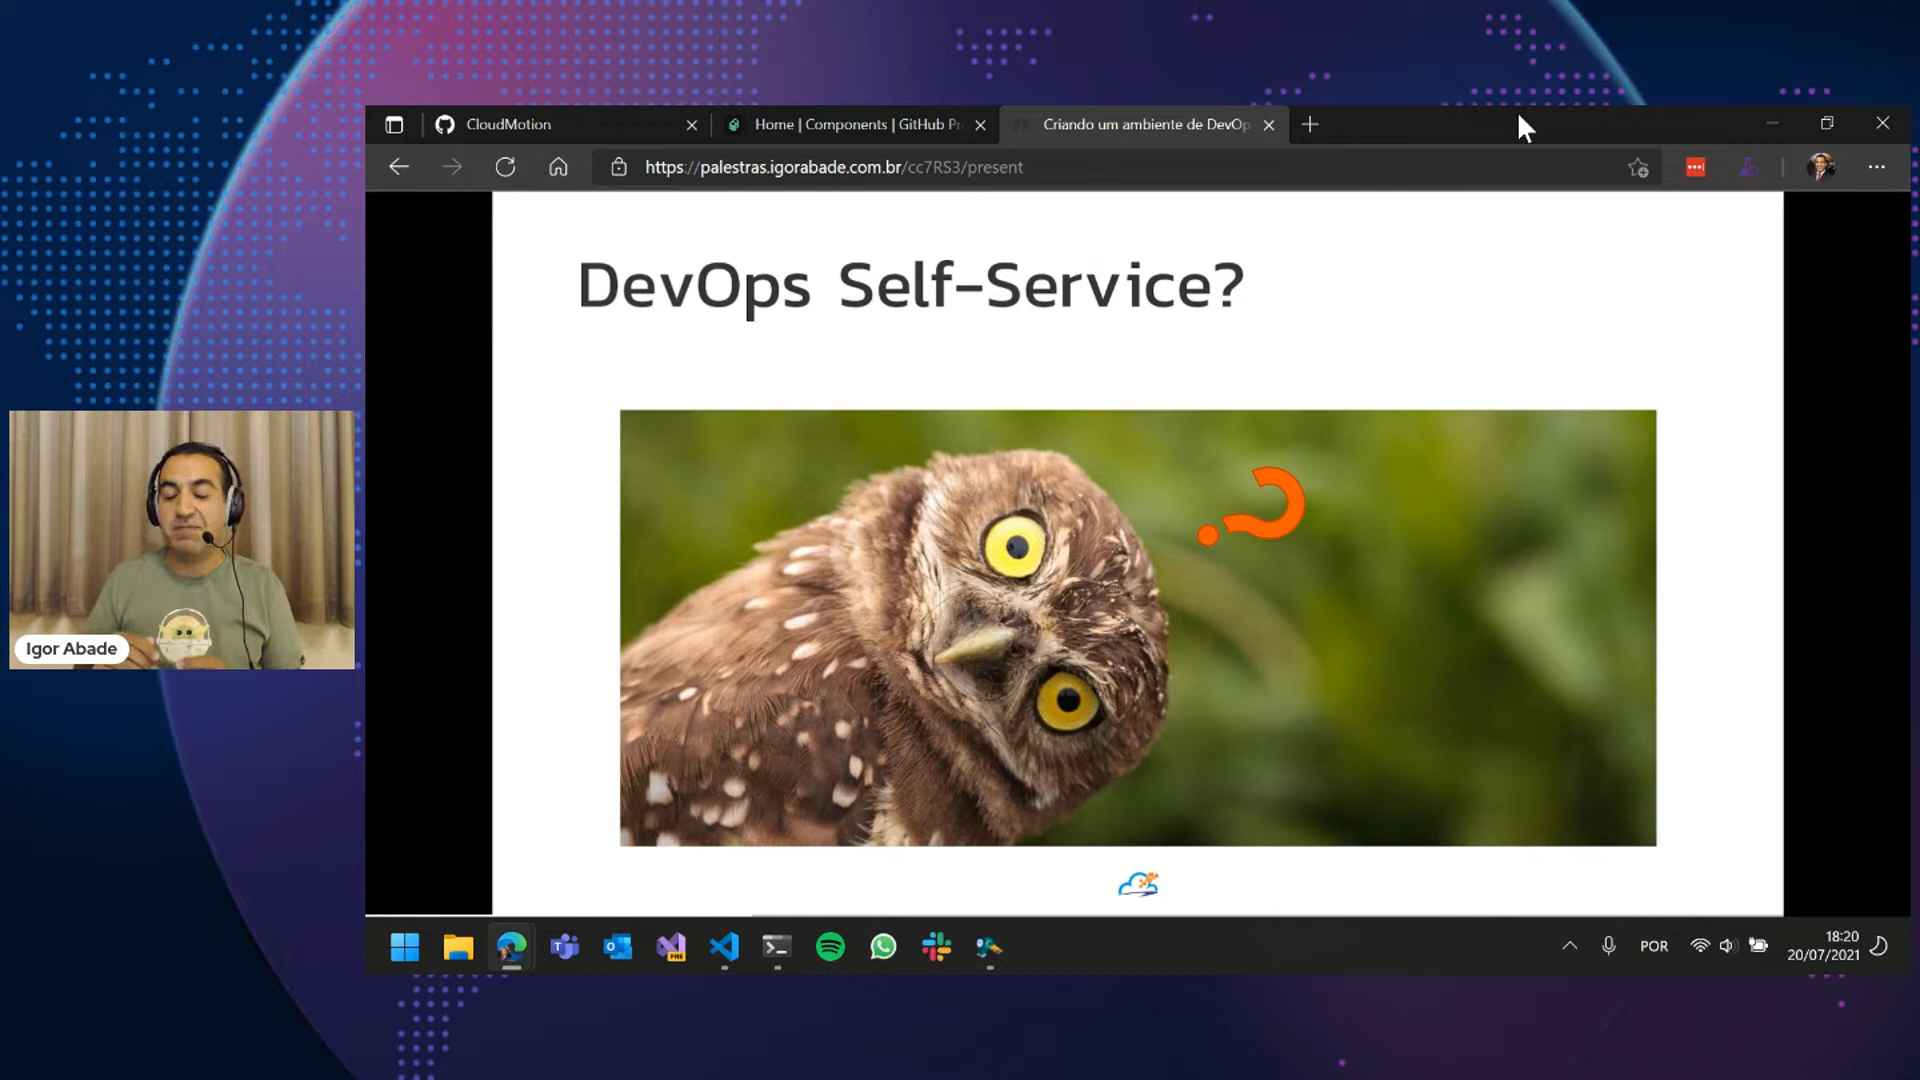 CloudMotion
Home | Components | GitHub Pr
Criando um ambiente de DevOp
https://palestras.igorabade.com.br/cc7RS3/present
DevOps Self-Service?
?
Igor Abade
PRE
POR
18:20
20/07/2021